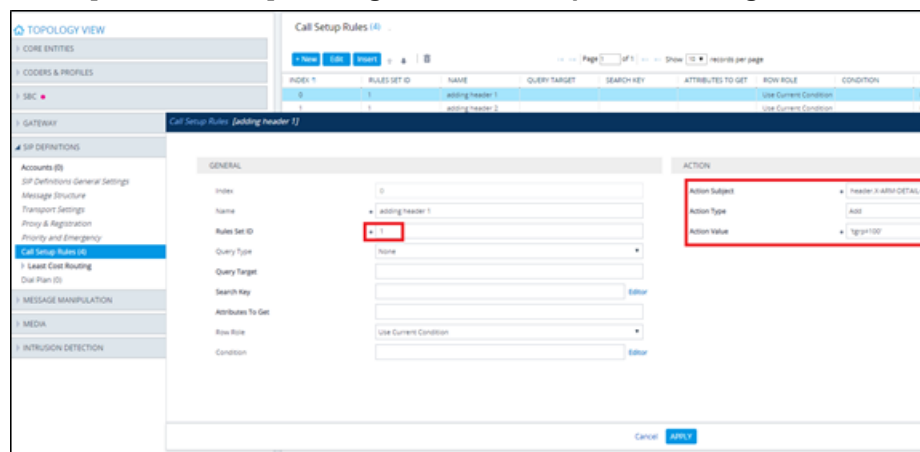 TOPOLOGY VIEW
CORE ENTITIES
CODERS & PROFILES
SBC
GATEWAY
SIP DEFINITIONS
Accounts (0)
SIP Definitions General Settings
Message Structure
Transport Settings
Proxy & Registration
Priority and Emergency
Call Setup Rules (4)
Least Cost Routing
Dial Plan (0)
MESSAGE MANIPULATION
MEDIA
INTRUSION DETECTION
Call Setup Rules (4)
+ New Edit Insert
Page 1 of 1 Show 10 records per page
INDEX RULES SET ID NAME QUERY TARGET SEARCH KEY ATTRIBUTES TO GET ROW ROLE CONDITION
0 1 adding header 1 Use Current Condition
1 1 adding header 2 Use Current Condition
Call Setup Rules [adding header 1]
GENERAL
Index 0
Name adding header 1
Rules Set ID 1
Query Type None
Query Target
Search Key Editor
Attributes To Get
Row Role Use Current Condition
Condition Editor
ACTION
Action Subject header.X-ARM-DETAIL
Action Type Add
Action Value 'tgrp=100'
Cancel APPLY